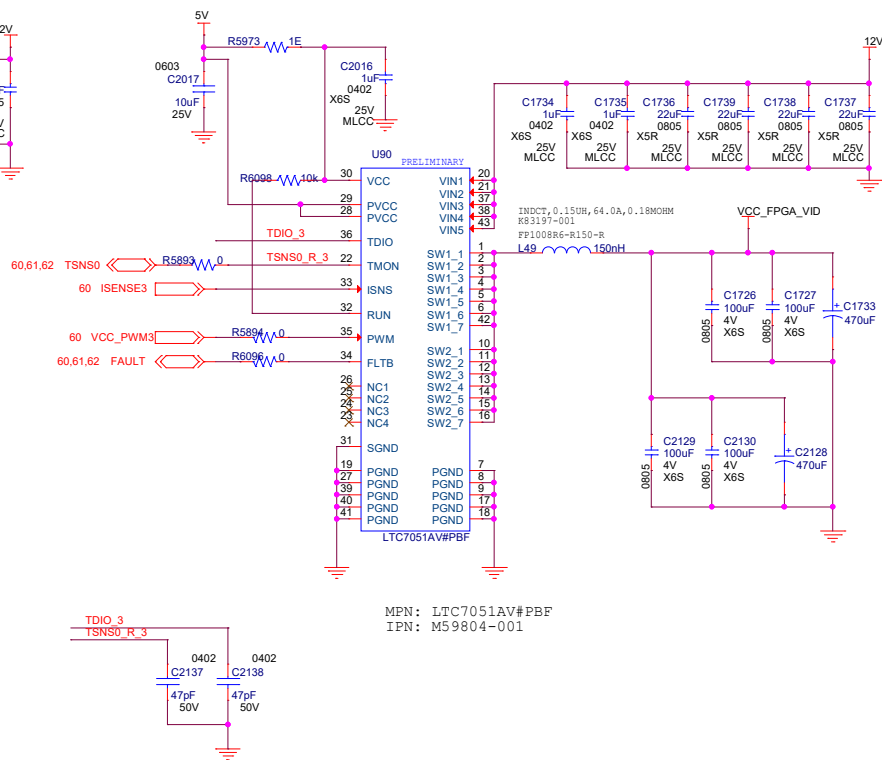 2V
5V
12V
R5973 1E
0603
C2017
10uF
25V
C2016
1uF
0402
X6S
25V
MLCC
C1734
1uF
0402
X6S
25V
MLCC
C1735
1uF
0402
X6S
25V
MLCC
C1736
22uF
0805
X5R
25V
MLCC
C1739
22uF
0805
X5R
25V
MLCC
C1738
22uF
0805
X5R
25V
MLCC
C1737
22uF
0805
X5R
25V
MLCC
U90
PRELIMINARY
R6098 10k
30 VCC
29 PVCC
28 PVCC
TDIO_3 36 TDIO
60,61,62 TSNS0 R5893 0 TSNS0_R_3 22 TMON
60 ISENSE3 33 ISNS
32 RUN
60 VCC_PWM3 R5894 0 35 PWM
60,61,62 FAULT R6096 0 34 FLTB
26 NC1
25 NC2
24 NC3
23 NC4
31 SGND
19 PGND
27 PGND
39 PGND
40 PGND
41 PGND
VIN1 20
VIN2 21
VIN3 37
VIN4 38
VIN5 43
SW1_1 1
SW1_2 2
SW1_3 3
SW1_4 4
SW1_5 5
SW1_6 6
SW1_7 42
SW2_1 10
SW2_2 11
SW2_3 12
SW2_4 13
SW2_5 14
SW2_6 15
SW2_7 16
PGND 7
PGND 8
PGND 9
PGND 17
PGND 18
LTC7051AV#PBF
INDCT,0.15UH,64.0A,0.18MOHM
K83197-001
FP1008R6-R150-R
L49 150nH
VCC_FPGA_VID
C1726
100uF
4V
X6S
0805
C1727
100uF
4V
X6S
0805
+ C1733
470uF
C2129
100uF
4V
X6S
0805
C2130
100uF
4V
X6S
0805
+ C2128
470uF
MPN: LTC7051AV#PBF
IPN: M59804-001
TDIO_3
TSNS0_R_3
0402
C2137
47pF
50V
0402
C2138
47pF
50V